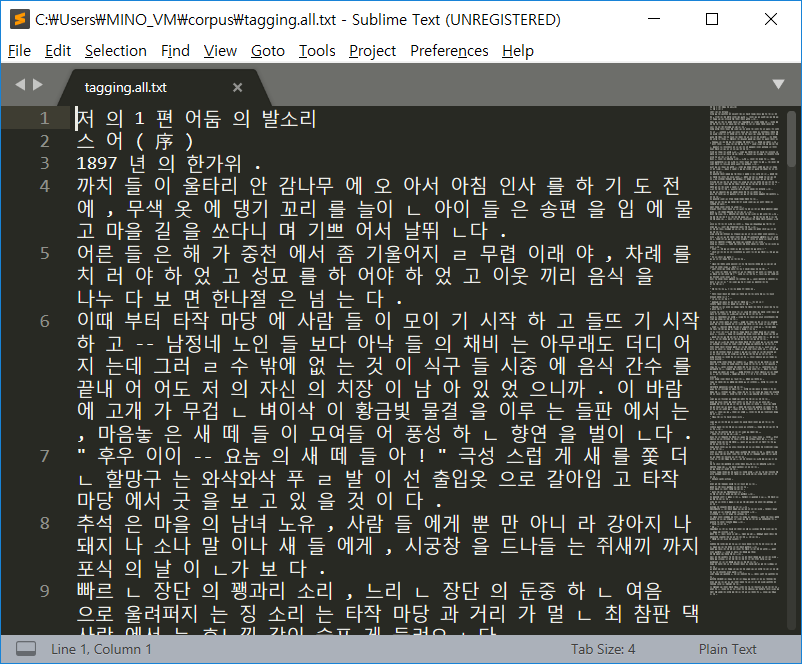 C:₩Users₩MINO_VM₩corpus₩tagging.all.txt - Sublime Text (UNREGISTERED)
File Edit Selection Find View Goto Tools Project Preferences Help
tagging.all.txt
1 저 의 1 편 어둠 의 발소리
2 스 어 ( 序 )
3 1897 년 의 한가위 .
4 까치 들 이 울타리 안 감나무 에 오 아서 아침 인사 를 하 기 도 전
에 , 무색 옷 에 댕기 꼬리 를 늘이 ㄴ 아이 들 은 송편 을 입 에 물
고 마을 길 을 쏘다니 며 기쁘 어서 날뛰 ㄴ다 .
5 어른 들 은 해 가 중천 에서 좀 기울어지 ㄹ 무렵 이래 야 , 차례 를
치 러 야 하 었 고 성묘 를 하 어야 하 었 고 이웃 끼리 음식 을
나누 다 보 면 한나절 은 넘 는 다 .
6 이때 부터 타작 마당 에 사람 들 이 모이 기 시작 하 고 들뜨 기 시작
하 고 -- 남정네 노인 들 보다 아낙 들 의 채비 는 아무래도 더디 어
지 는데 그러 ㄹ 수 밖에 없 는 것 이 식구 들 시중 에 음식 간수 를
끝내 어 어도 저 의 자신 의 치장 이 남 아 있 었 으니까 . 이 바람
에 고개 가 무겁 ㄴ 벼이삭 이 황금빛 물결 을 이루 는 들판 에서 는
, 마음놓 은 새 떼 들 이 모여들 어 풍성 하 ㄴ 향연 을 벌이 ㄴ다 .
7 " 후우 이이 -- 요놈 의 새 떼 들 아 ! " 극성 스럽 게 새 를 쫓 더
ㄴ 할망구 는 와삭와삭 푸 ㄹ 발 이 선 출입옷 으로 갈아입 고 타작
마당 에서 굿 을 보 고 있 을 것 이 다 .
8 추석 은 마을 의 남녀 노유 , 사람 들 에게 뿐 만 아니 라 강아지 나
돼지 나 소나 말 이나 새 들 에게 , 시궁창 을 드나들 는 쥐새끼 까지
포식 의 날 이 ㄴ가 보 다 .
9 빠르 ㄴ 장단 의 꽹과리 소리 , 느리 ㄴ 장단 의 둔중 하 ㄴ 여음
으로 울려퍼지 는 징 소리 는 타작 마당 과 거리 가 멀 ㄴ 최 참판 댁
Line 1, Column 1 Tab Size: 4 Plain Text